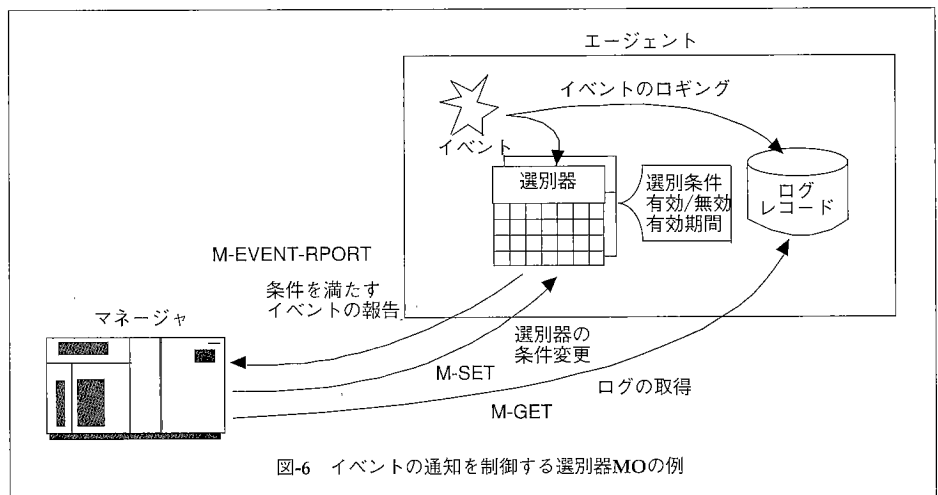 エージェント
イベントのロギング
イベント
選別器
選別条件
有効/無効
有効期間
ログ
レコード
M-EVENT-RPORT
条件を満たす
イベントの報告
マネージャ
選別器の
条件変更
M-SET
ログの取得
M-GET
図-6 イベントの通知を制御する選別器MOの例